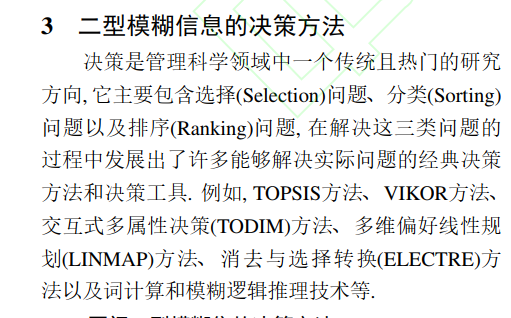 3 二型模糊信息的决策方法
决策是管理科学领域中一个传统且热门的研究
方向, 它主要包含选择(Selection)问题、分类(Sorting)
问题以及排序(Ranking)问题, 在解决这三类问题的
过程中发展出了许多能够解决实际问题的经典决策
方法和决策工具. 例如, TOPSIS方法、VIKOR方法、
交互式多属性决策(TODIM)方法、多维偏好线性规
划(LINMAP)方法、消去与选择转换(ELECTRE)方
法以及词计算和模糊逻辑推理技术等.